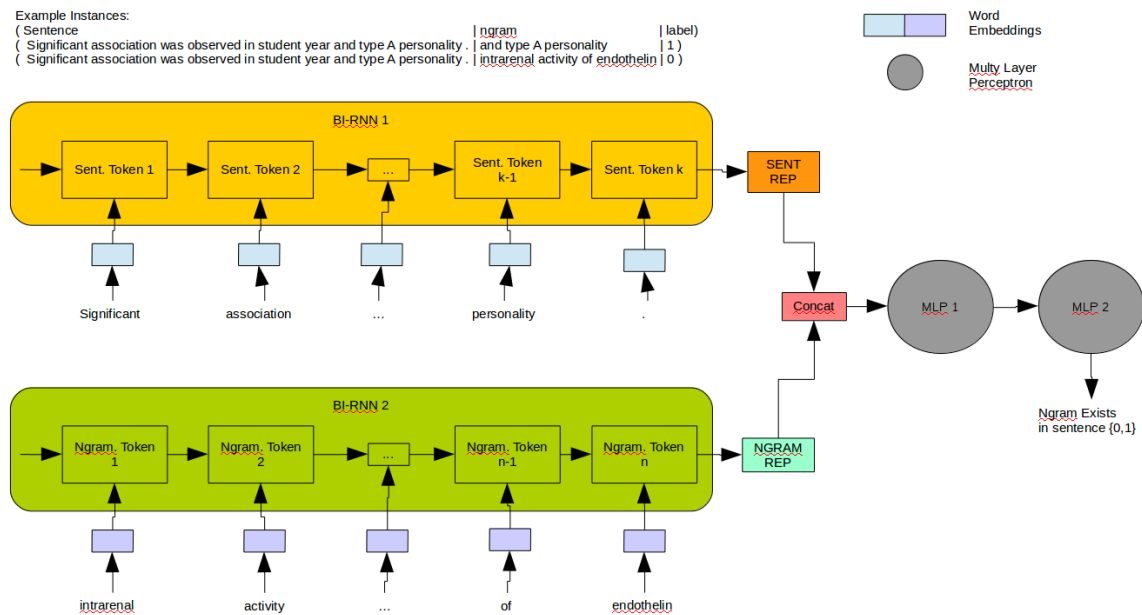 Example Instances:
( Sentence | ngram | label)
( Significant association was observed in student year and type A personality . | and type A personality | 1 )
( Significant association was observed in student year and type A personality . | intrarenal activity of endothelin | 0 )
Word
Embeddings
Multy Layer
Perceptron
BI-RNN 1
Sent. Token 1
Sent. Token 2
...
Sent. Token
k-1
Sent. Token k
SENT
REP
Significant
association
...
personality
.
Concat
MLP 1
MLP 2
Ngram Exists
in sentence {0,1}
BI-RNN 2
Ngram. Token
1
Ngram. Token
2
...
Ngram. Token
n-1
Ngram. Token
n
NGRAM
REP
intrarenal
activity
...
of
endothelin